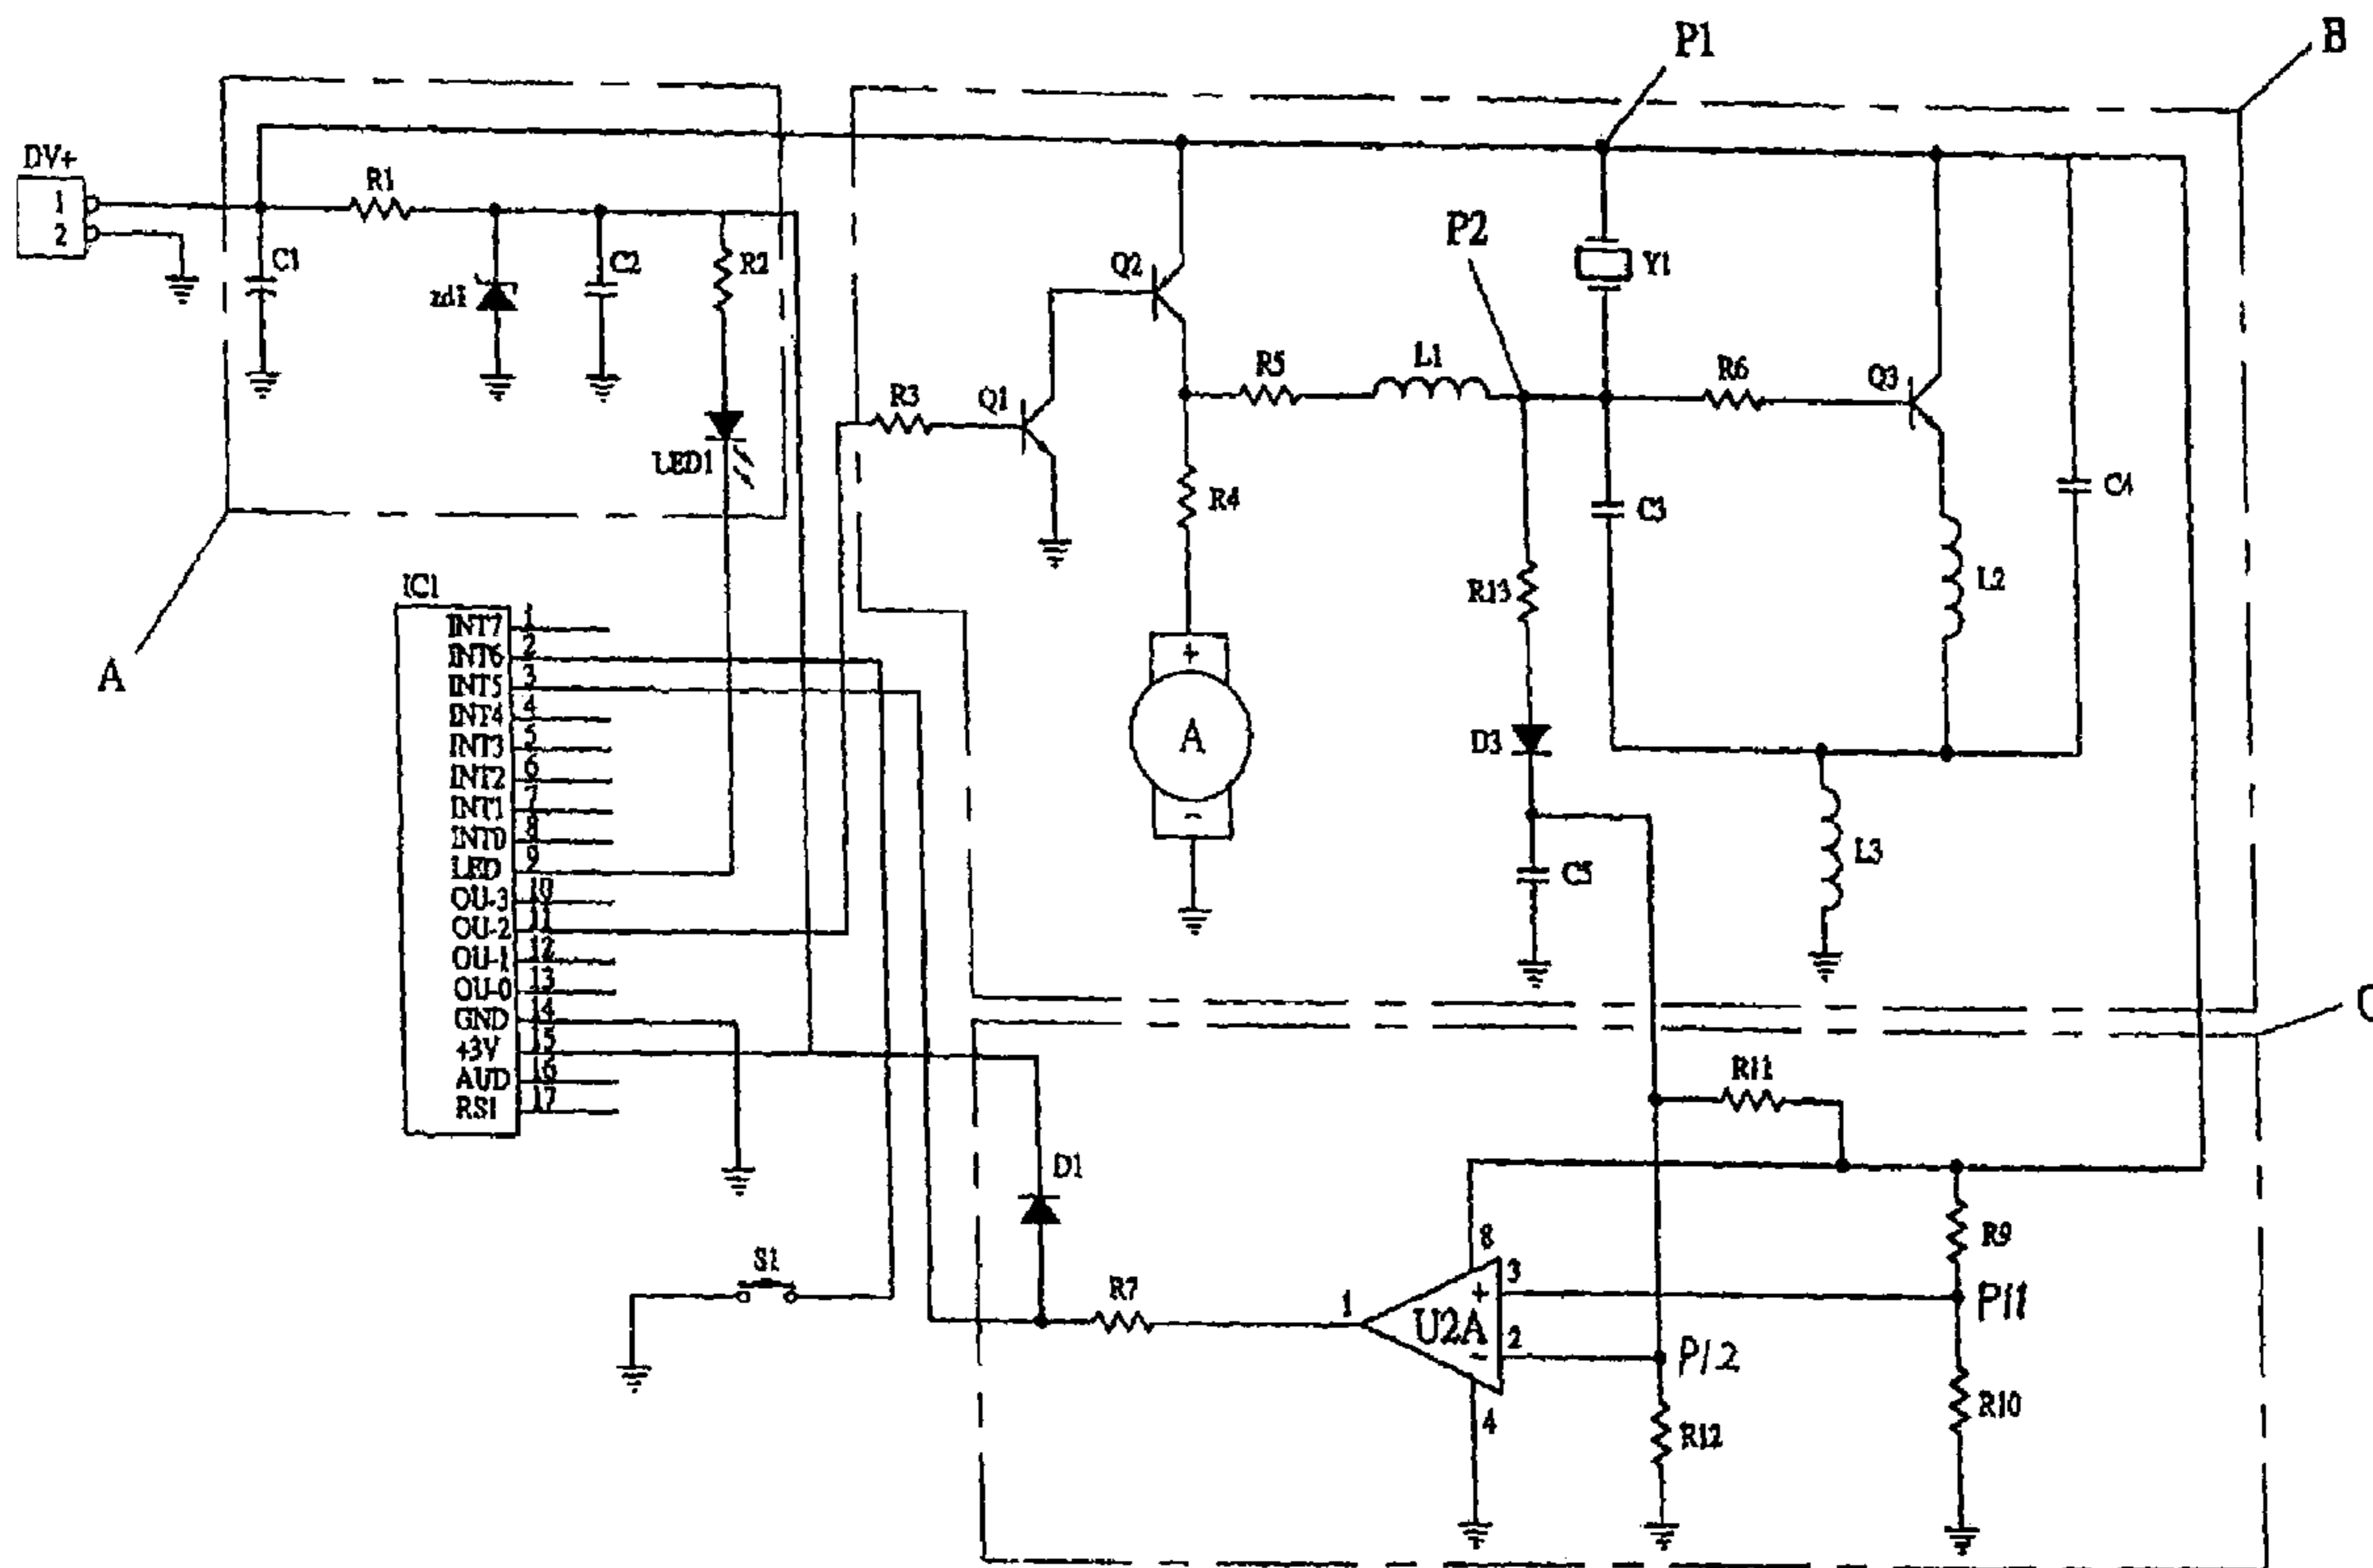 P1
B
DV+
1
2
R1
C1
zd1
C2
R2
LED1
A
P2
Q2
Y1
R5
L1
R6
Q3
R3
Q1
R4
C3
C4
R13
L2
+
A
-
D3
C5
L3
IC1
INT7 1
INT6 2
INT5 3
INT4 4
INT3 5
INT2 6
INT1 7
INT0 8
LED 9
OU-3 10
OU-2 11
OU-1 12
OU-0 13
GND 14
+3V 15
AUD 16
RS1 17
C
R11
D1
8
R9
S1
R7
1
3
+
U2A
P11
2
-
P/2
4
R12
R10